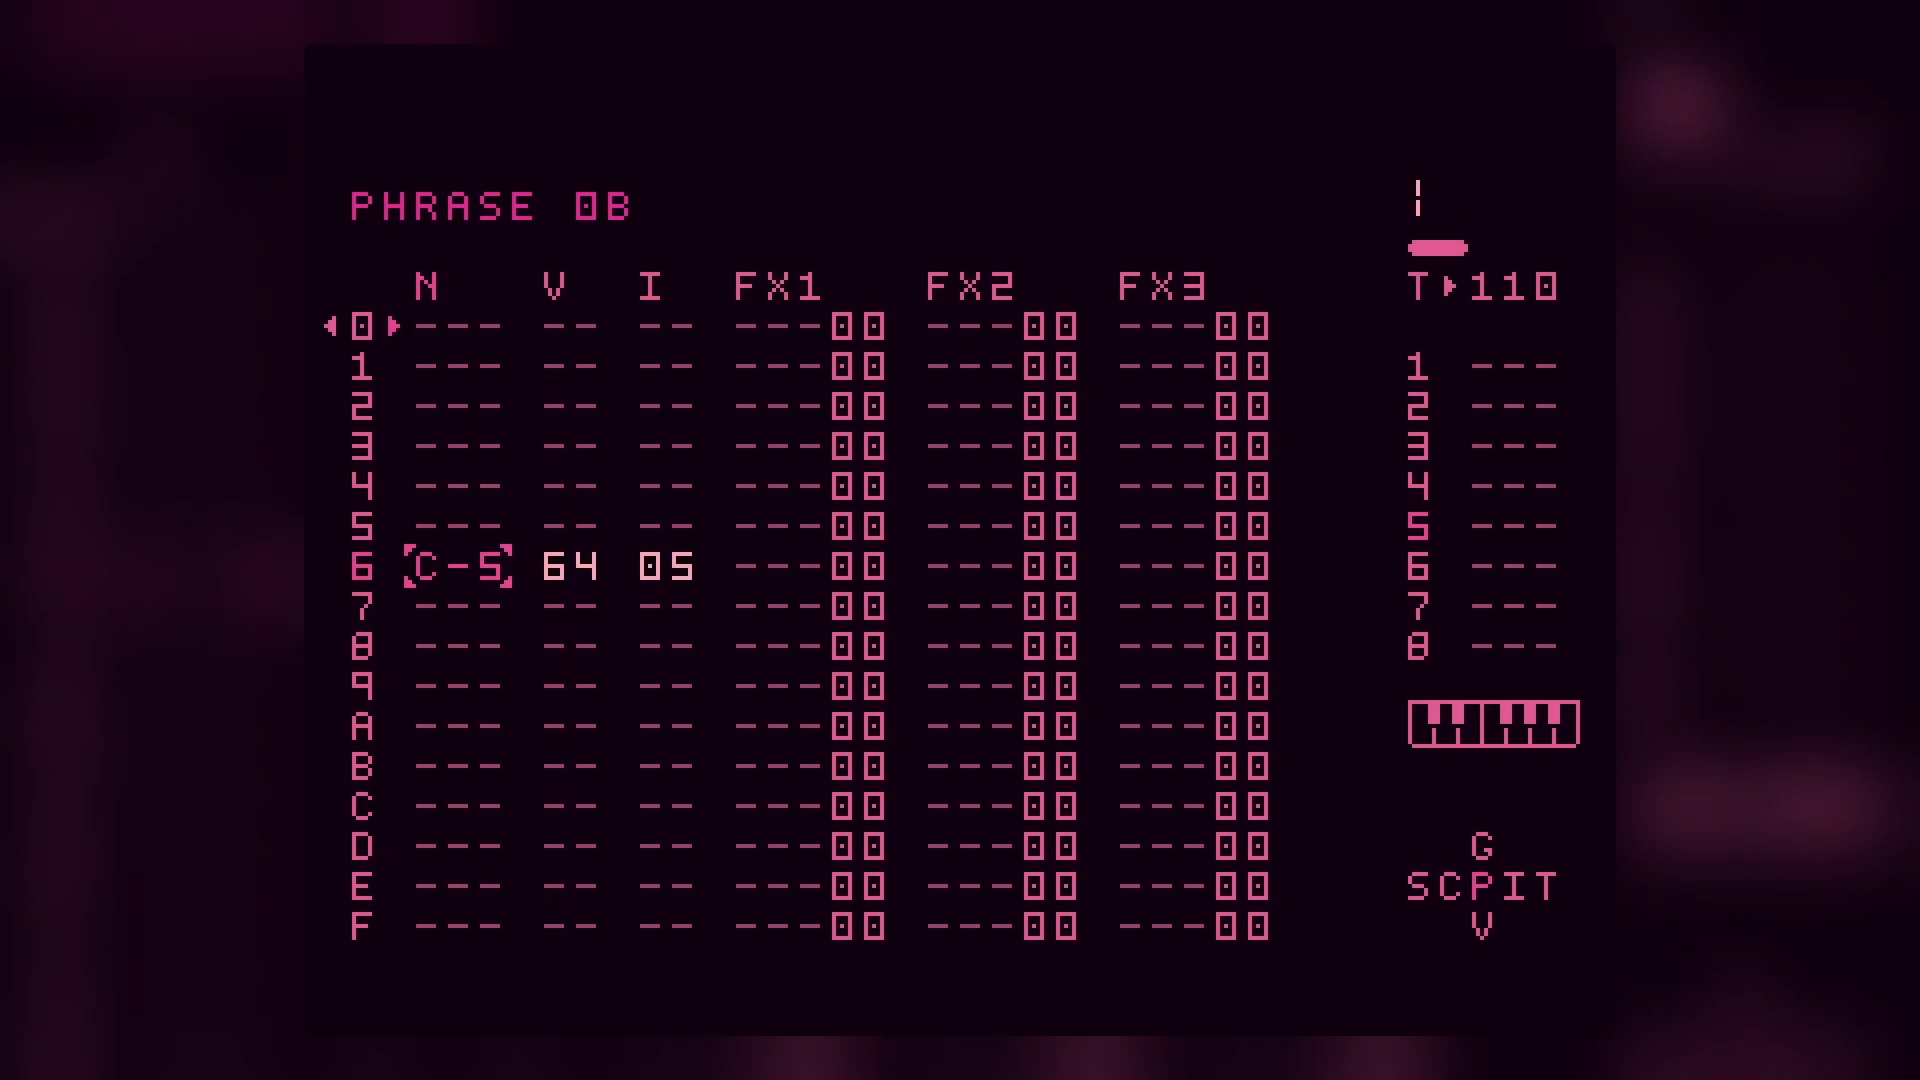 PHRASE 0B
N V I FX1 FX2 FX3 T▸110
◂0▸ --- -- -- ---00 ---00 ---00
1 --- -- -- ---00 ---00 ---00 1 ---
2 --- -- -- ---00 ---00 ---00 2 ---
3 --- -- -- ---00 ---00 ---00 3 ---
4 --- -- -- ---00 ---00 ---00 4 ---
5 --- -- -- ---00 ---00 ---00 5 ---
6 C-5 64 05 ---00 ---00 ---00 6 ---
7 --- -- -- ---00 ---00 ---00 7 ---
8 --- -- -- ---00 ---00 ---00 8 ---
9 --- -- -- ---00 ---00 ---00
A --- -- -- ---00 ---00 ---00
B --- -- -- ---00 ---00 ---00
C --- -- -- ---00 ---00 ---00
D --- -- -- ---00 ---00 ---00 G
E --- -- -- ---00 ---00 ---00 SCPIT
F --- -- -- ---00 ---00 ---00 V